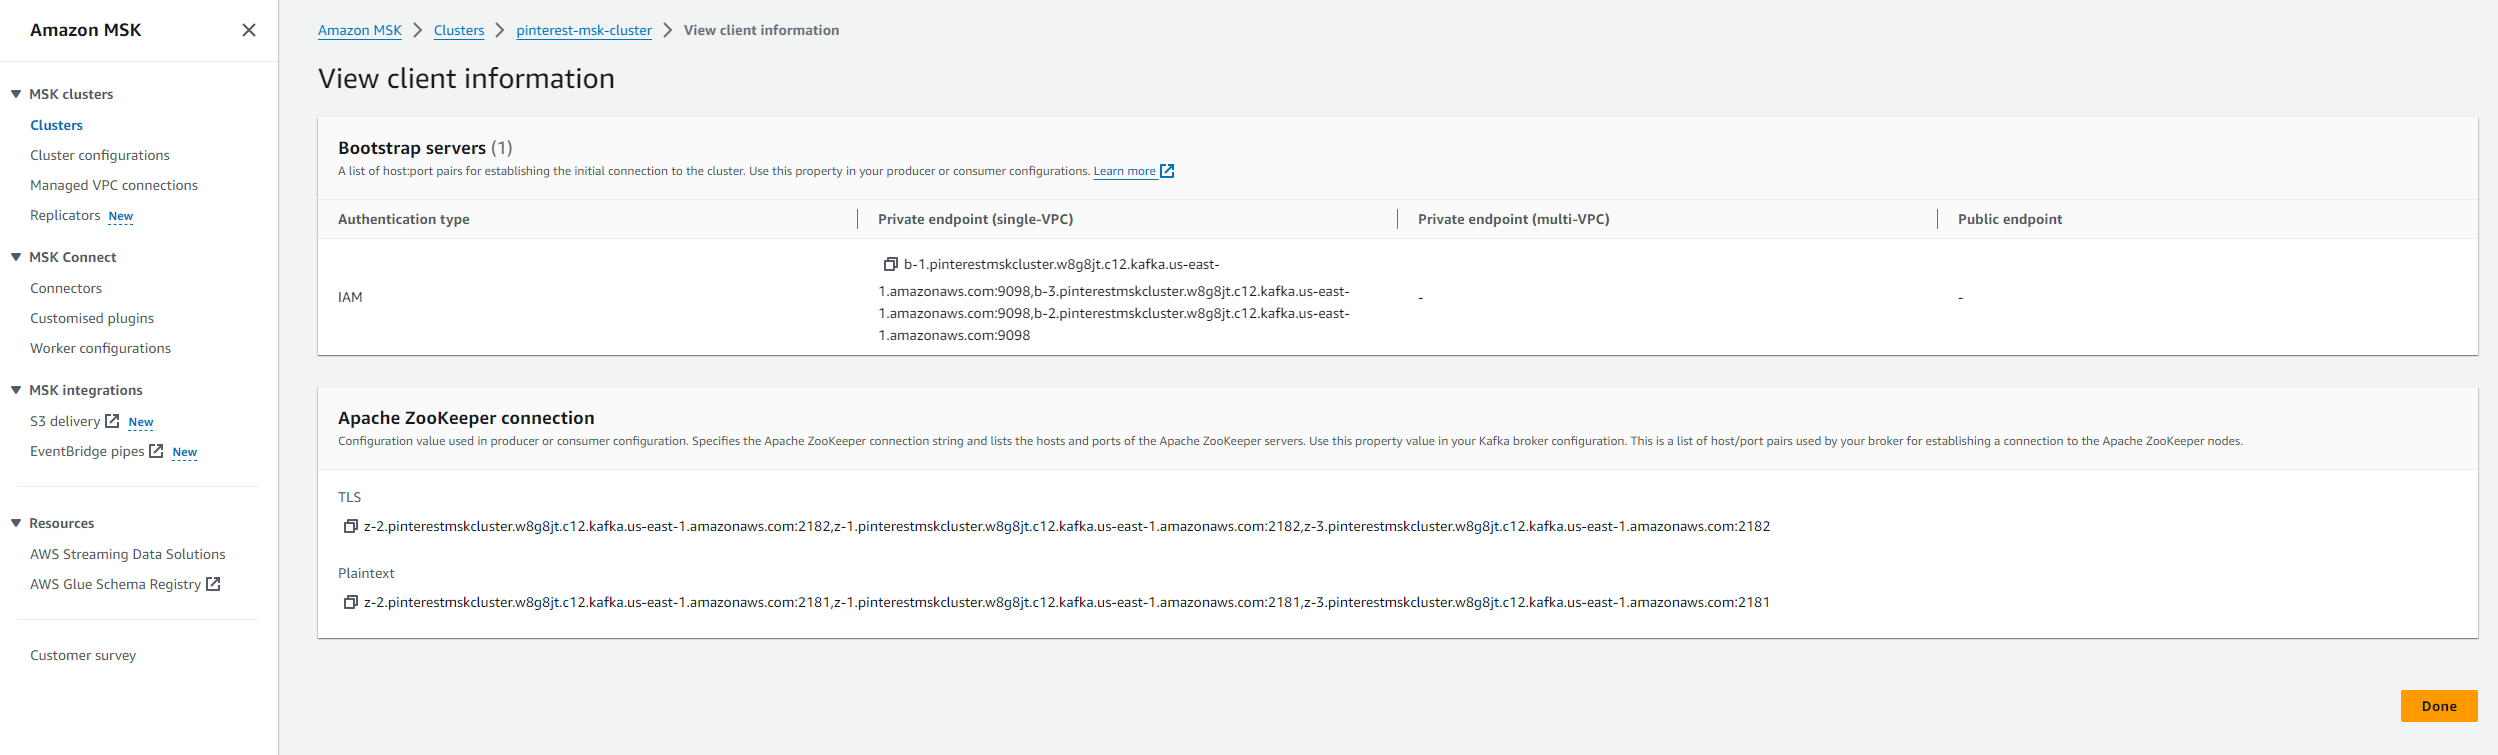 Amazon MSK
MSK clusters
Clusters
Cluster configurations
Managed VPC connections
Replicators New
MSK Connect
Connectors
Customised plugins
Worker configurations
MSK integrations
S3 delivery New
EventBridge pipes New
Resources
AWS Streaming Data Solutions
AWS Glue Schema Registry
Customer survey
Amazon MSK > Clusters > pinterest-msk-cluster > View client information
View client information
Bootstrap servers (1)
A list of host:port pairs for establishing the initial connection to the cluster. Use this property in your producer or consumer configurations. Learn more
Authentication type Private endpoint (single-VPC) Private endpoint (multi-VPC) Public endpoint
IAM
b-1.pinterestmskcluster.w8g8jt.c12.kafka.us-east-
1.amazonaws.com:9098,b-3.pinterestmskcluster.w8g8jt.c12.kafka.us-east-
1.amazonaws.com:9098,b-2.pinterestmskcluster.w8g8jt.c12.kafka.us-east-
1.amazonaws.com:9098
- -
Apache ZooKeeper connection
Configuration value used in producer or consumer configuration. Specifies the Apache ZooKeeper connection string and lists the hosts and ports of the Apache ZooKeeper servers. Use this property value in your Kafka broker configuration. This is a list of host/port pairs used by your broker for establishing a connection to the Apache ZooKeeper nodes.
TLS
z-2.pinterestmskcluster.w8g8jt.c12.kafka.us-east-1.amazonaws.com:2182,z-1.pinterestmskcluster.w8g8jt.c12.kafka.us-east-1.amazonaws.com:2182,z-3.pinterestmskcluster.w8g8jt.c12.kafka.us-east-1.amazonaws.com:2182
Plaintext
z-2.pinterestmskcluster.w8g8jt.c12.kafka.us-east-1.amazonaws.com:2181,z-1.pinterestmskcluster.w8g8jt.c12.kafka.us-east-1.amazonaws.com:2181,z-3.pinterestmskcluster.w8g8jt.c12.kafka.us-east-1.amazonaws.com:2181
Done